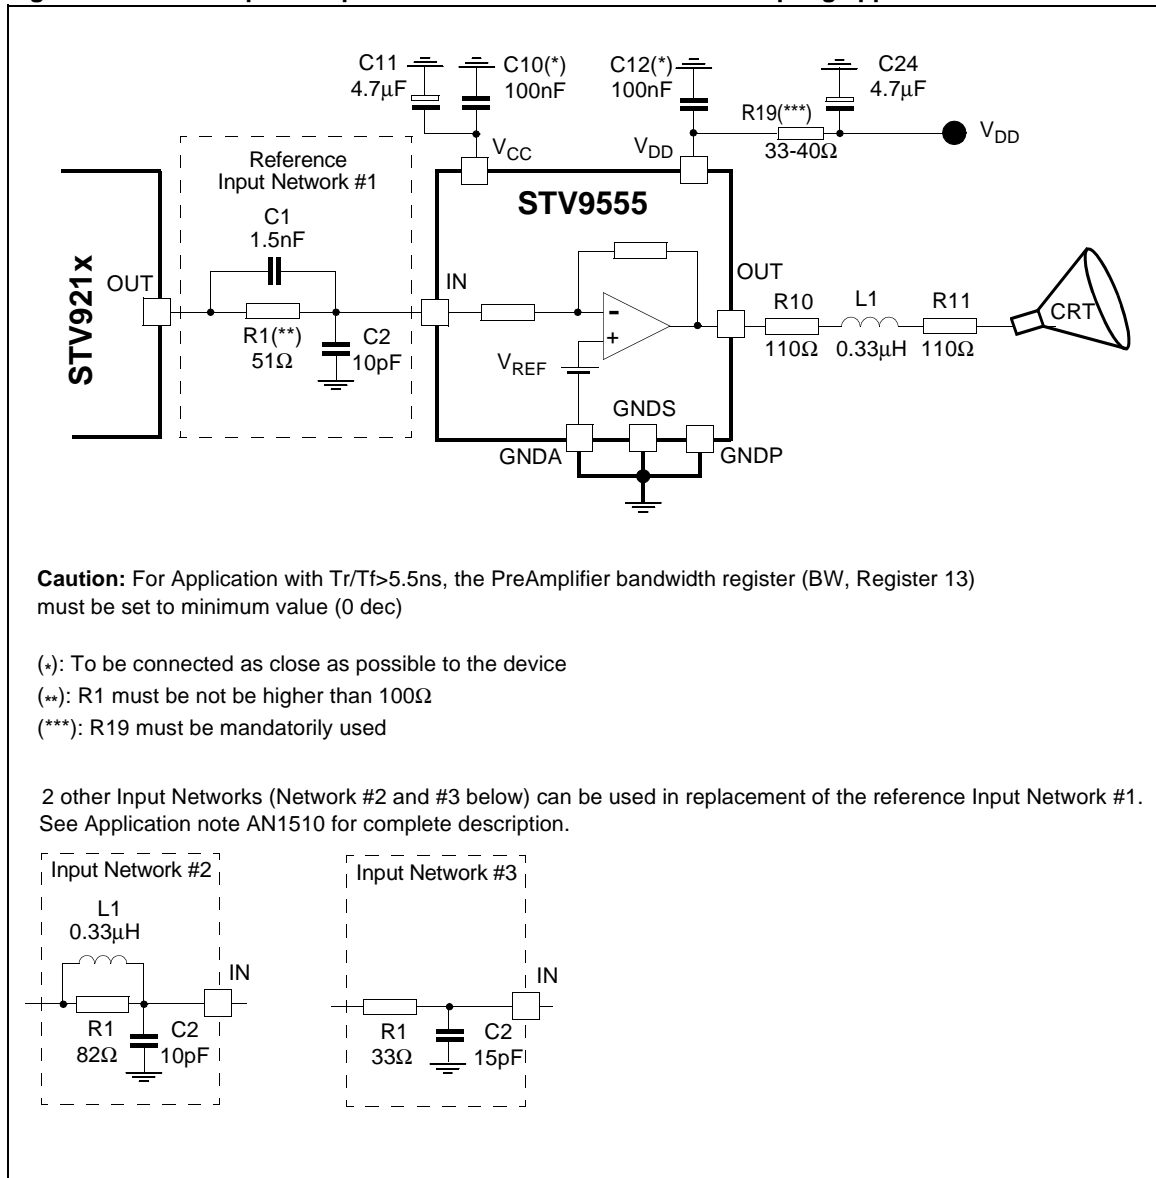 C11
4.7μF
C10(*)
100nF
C12(*)
100nF
C24
4.7μF
R19(***)
33-40Ω
VDD
VCC
VDD
Reference
Input Network #1
STV9555
C1
1.5nF
STV921x
OUT
IN
OUT
R1(**)
51Ω
C2
10pF
-
+
VREF
R10
110Ω
L1
0.33μH
R11
110Ω
CRT
GNDS
GNDA
GNDP
Caution: For Application with Tr/Tf>5.5ns, the PreAmplifier bandwidth register (BW, Register 13)
must be set to minimum value (0 dec)
(*): To be connected as close as possible to the device
(**): R1 must be not be higher than 100Ω
(***): R19 must be mandatorily used
2 other Input Networks (Network #2 and #3 below) can be used in replacement of the reference Input Network #1.
See Application note AN1510 for complete description.
Input Network #2
L1
0.33μH
IN
R1
82Ω
C2
10pF
Input Network #3
IN
R1
33Ω
C2
15pF